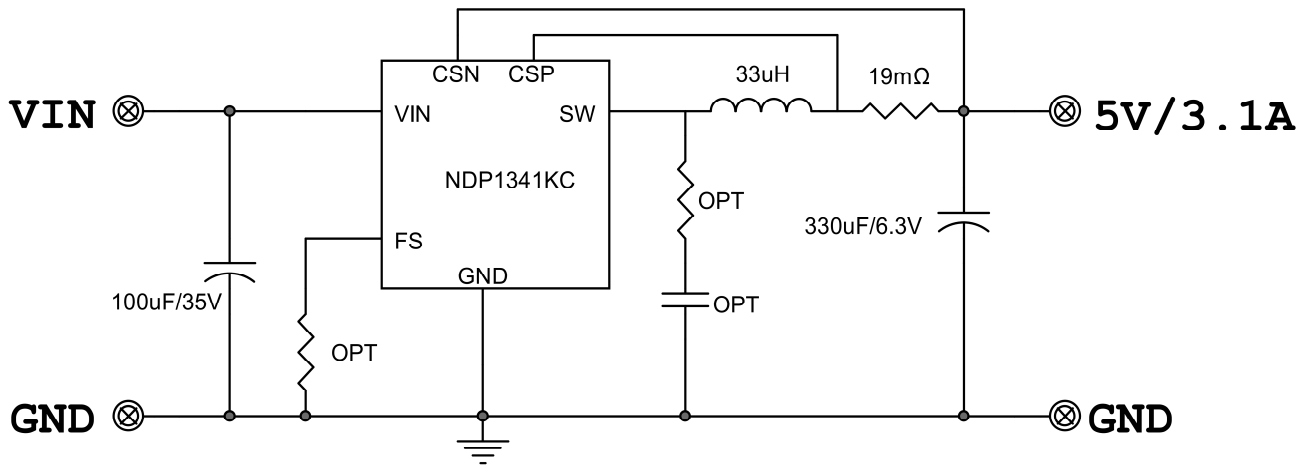 CSN CSP
33uH
19mΩ
VIN
VIN
SW
5V/3.1A
NDP1341KC
OPT
330uF/6.3V
FS
GND
100uF/35V
OPT
OPT
GND
GND